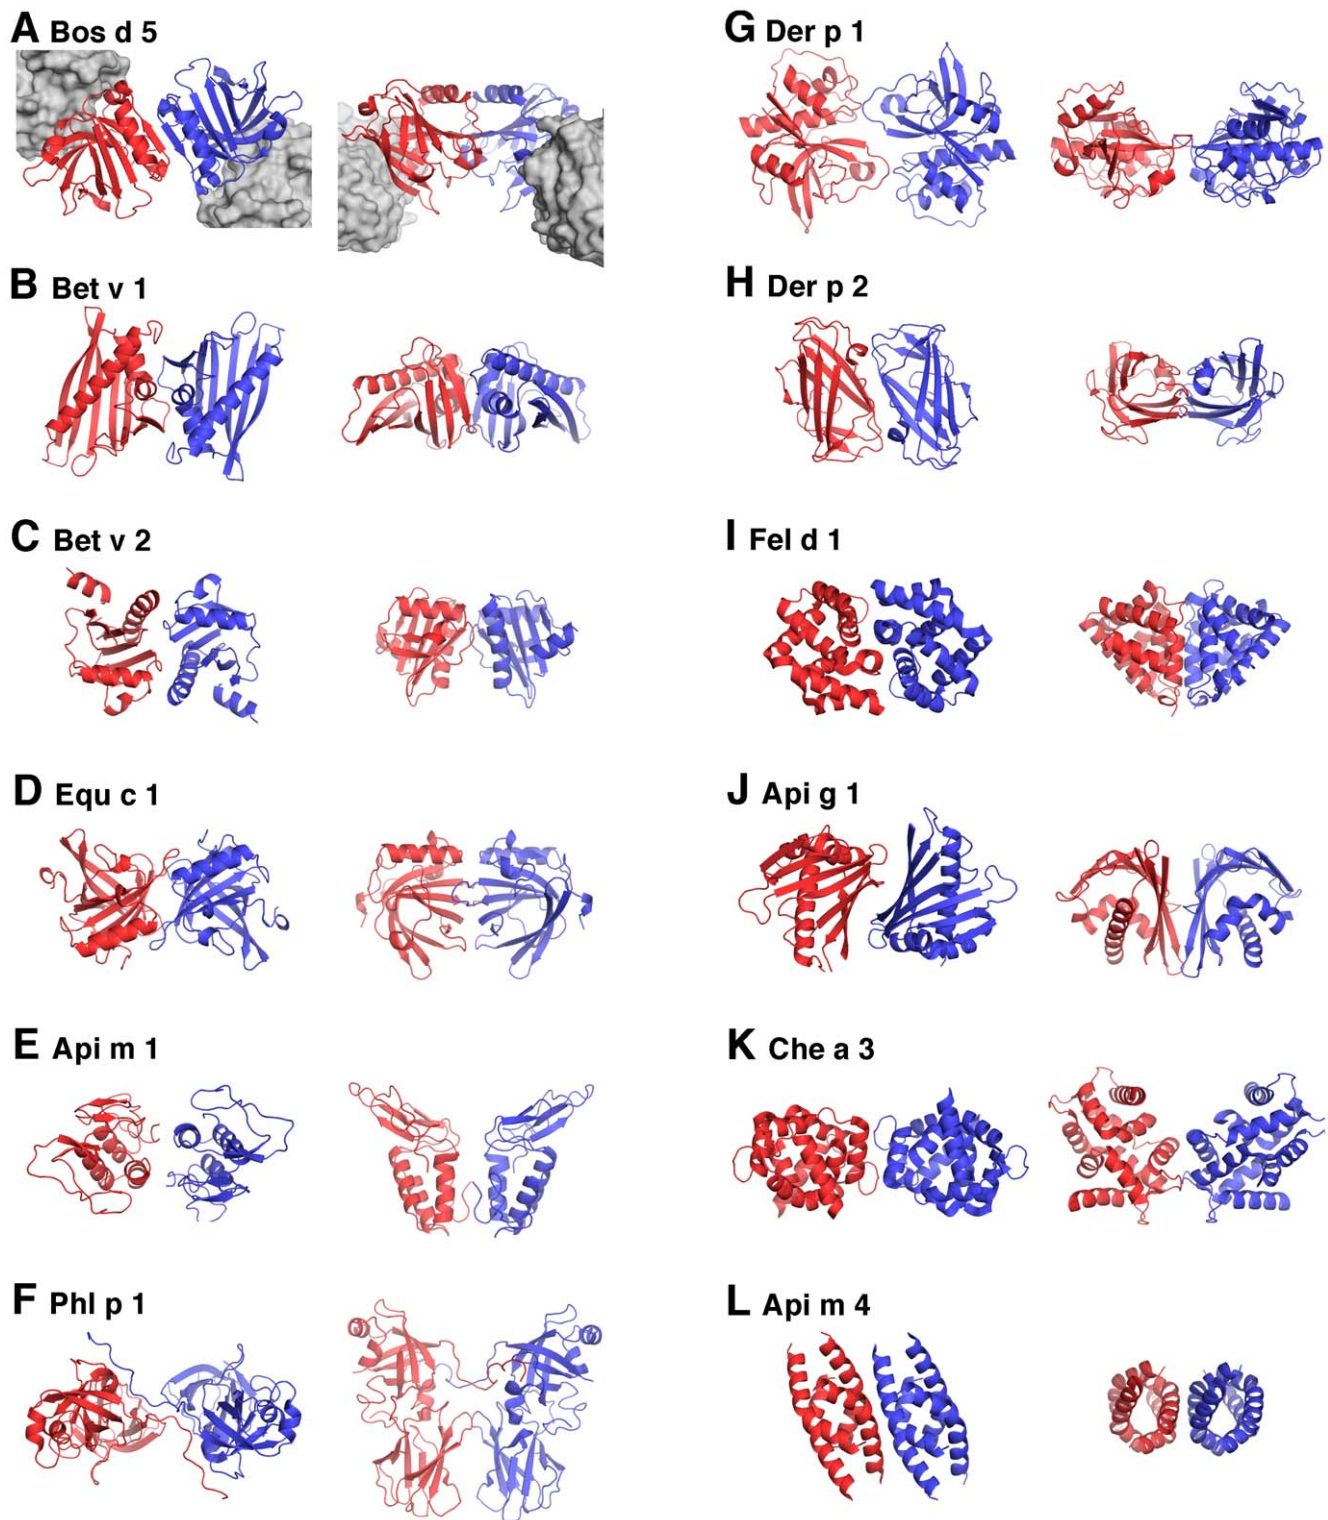 A Bos d 5
B Bet v 1
C Bet v 2
D Equ c 1
E Api m 1
F Phl p 1
G Der p 1
H Der p 2
I Fel d 1
J Api g 1
K Che a 3
L Api m 4